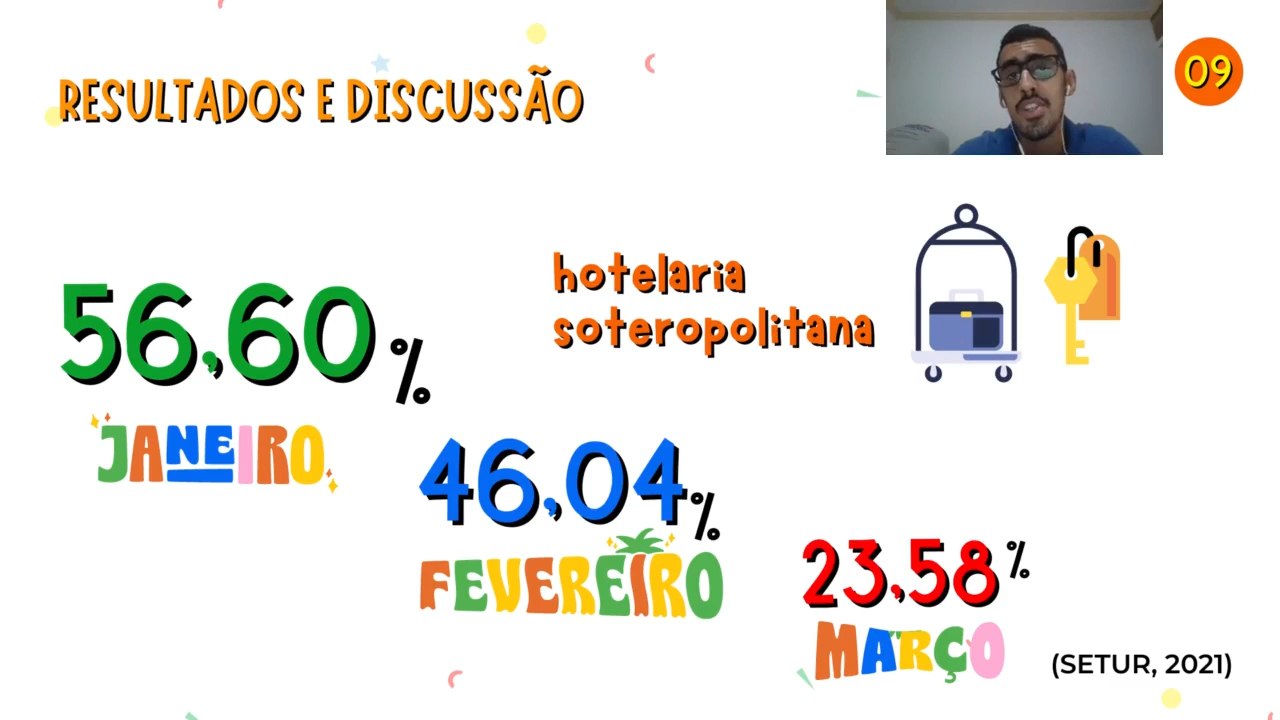 RESULTADOS E DISCUSSÃO
09
hotelaria
soteropolitana
56,60%
JANEIRO
46,04%
FEVEREIRO
23,58%
MARÇO
(SETUR, 2021)